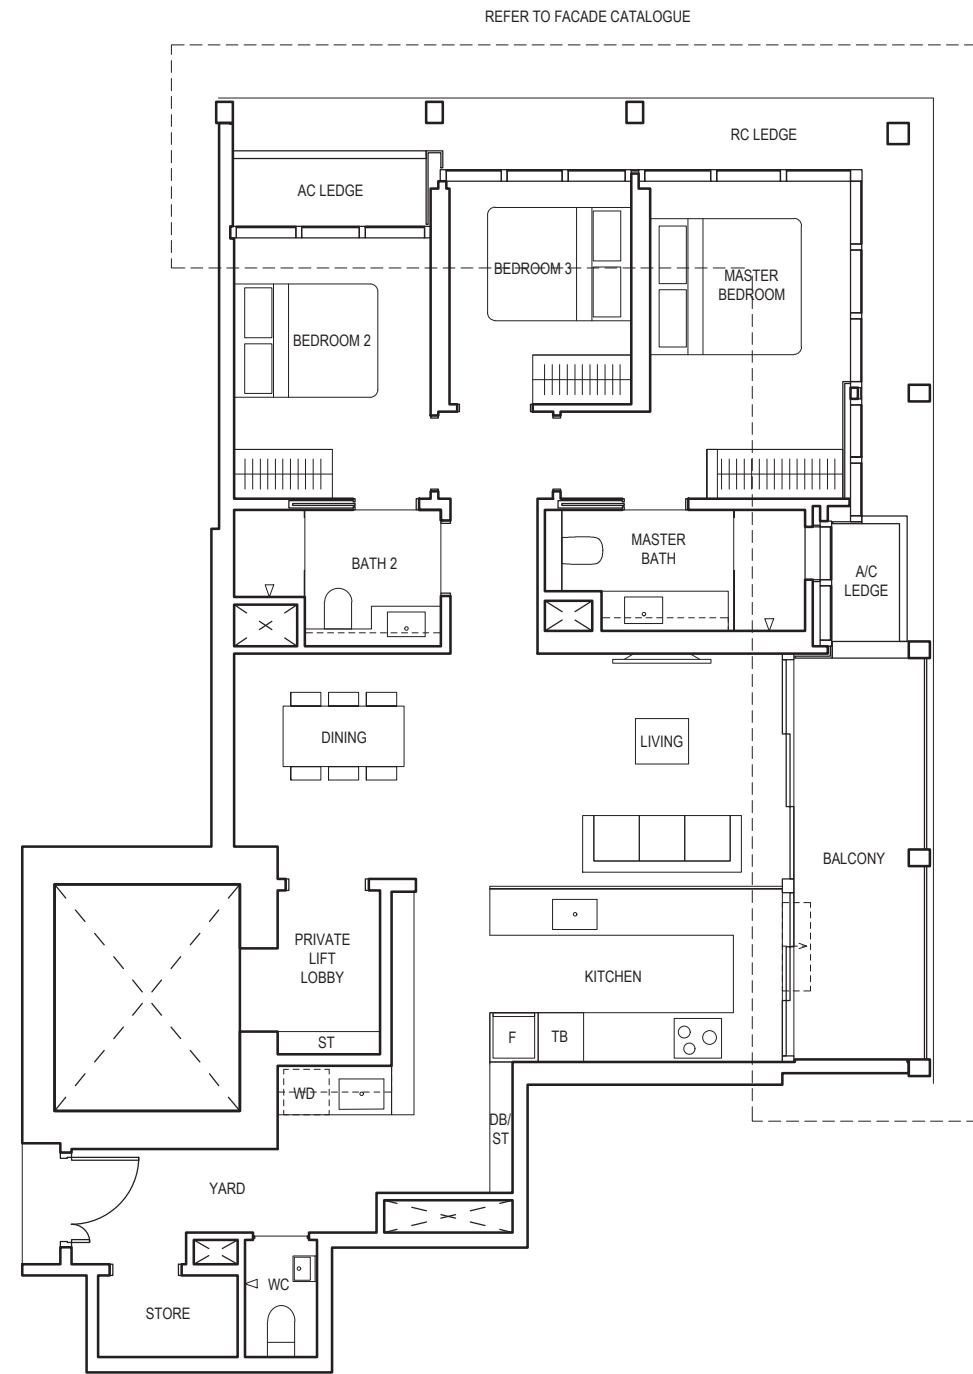 REFER TO FACADE CATALOGUE
RC LEDGE
AC LEDGE
BEDROOM 3
MASTER
BEDROOM
BEDROOM 2
MASTER
BATH
BATH 2
A/C
LEDGE
DINING
LIVING
BALCONY
PRIVATE
LIFT
LOBBY
KITCHEN
ST
F
TB
WD
DB/
ST
YARD
WC
STORE